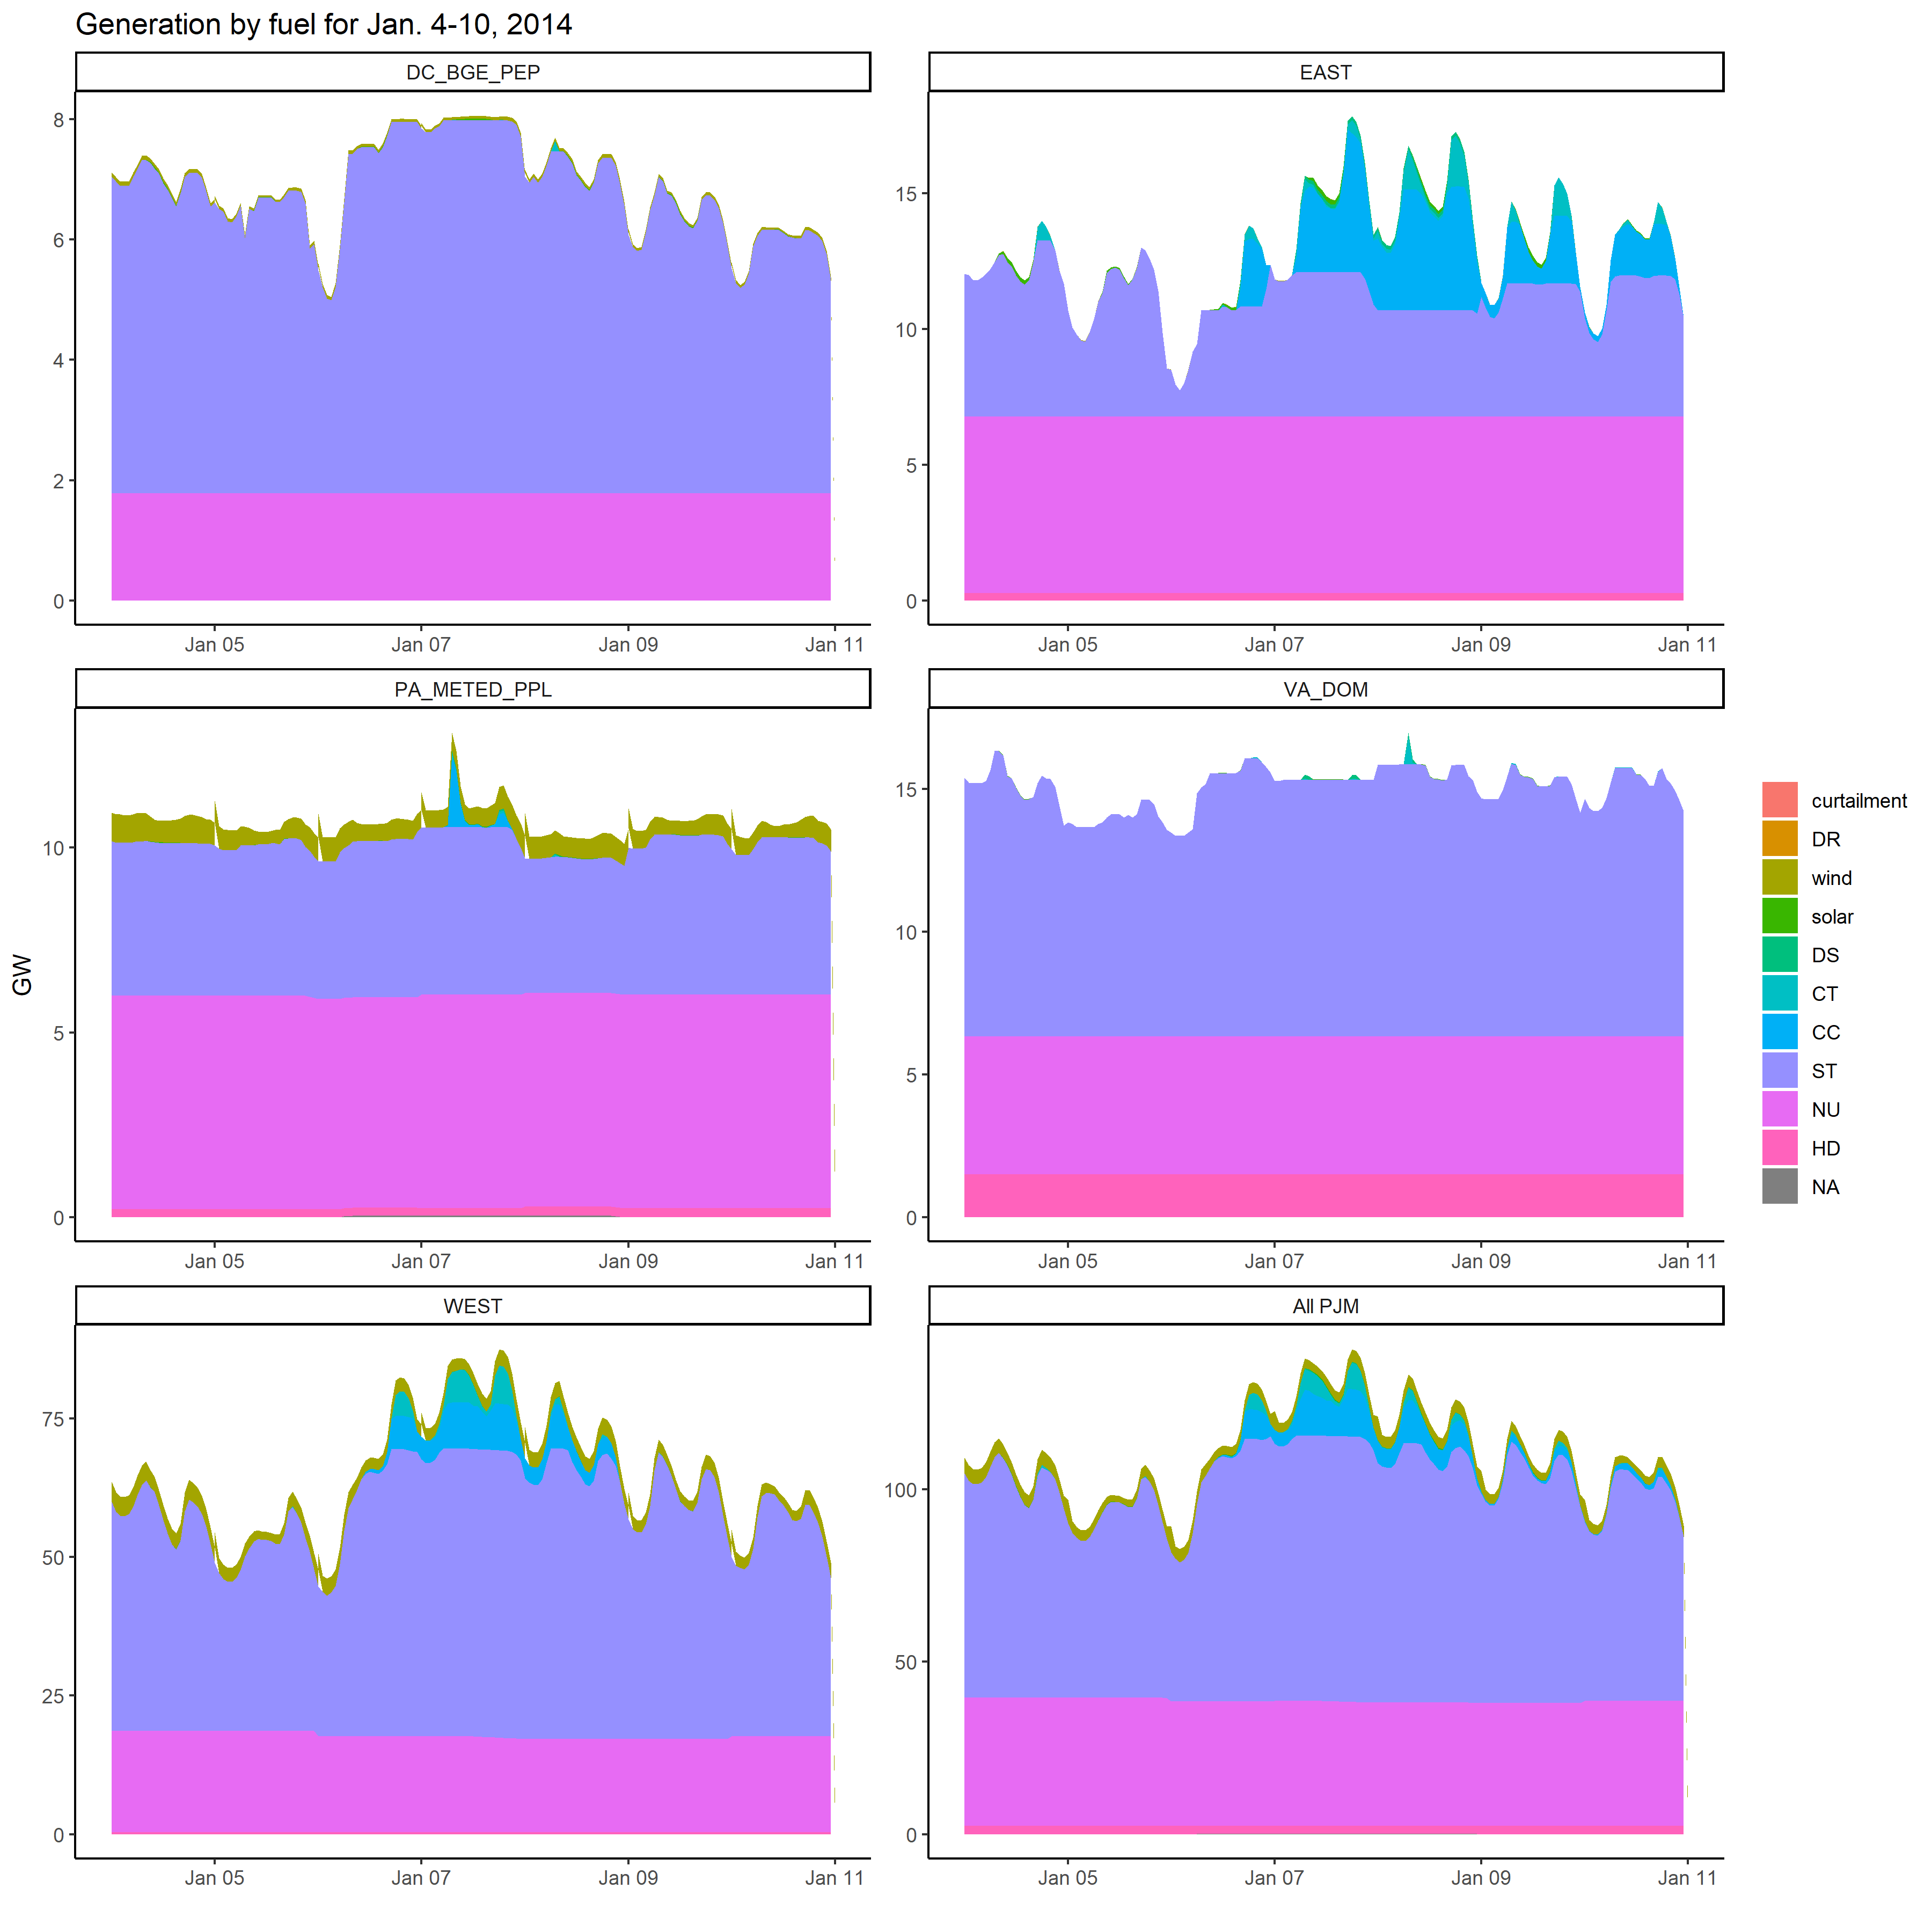 Generation by fuel for Jan. 4-10, 2014
DC_BGE_PEP
EAST
8
6
4
2
0
15
10
5
0
Jan 05 Jan 07 Jan 09 Jan 11
Jan 05 Jan 07 Jan 09 Jan 11
PA_METED_PPL
VA_DOM
GW
10
5
0
15
10
5
0
Jan 05 Jan 07 Jan 09 Jan 11
Jan 05 Jan 07 Jan 09 Jan 11
WEST
All PJM
75
50
25
0
100
50
0
Jan 05 Jan 07 Jan 09 Jan 11
Jan 05 Jan 07 Jan 09 Jan 11
curtailment
DR
wind
solar
DS
CT
CC
ST
NU
HD
NA